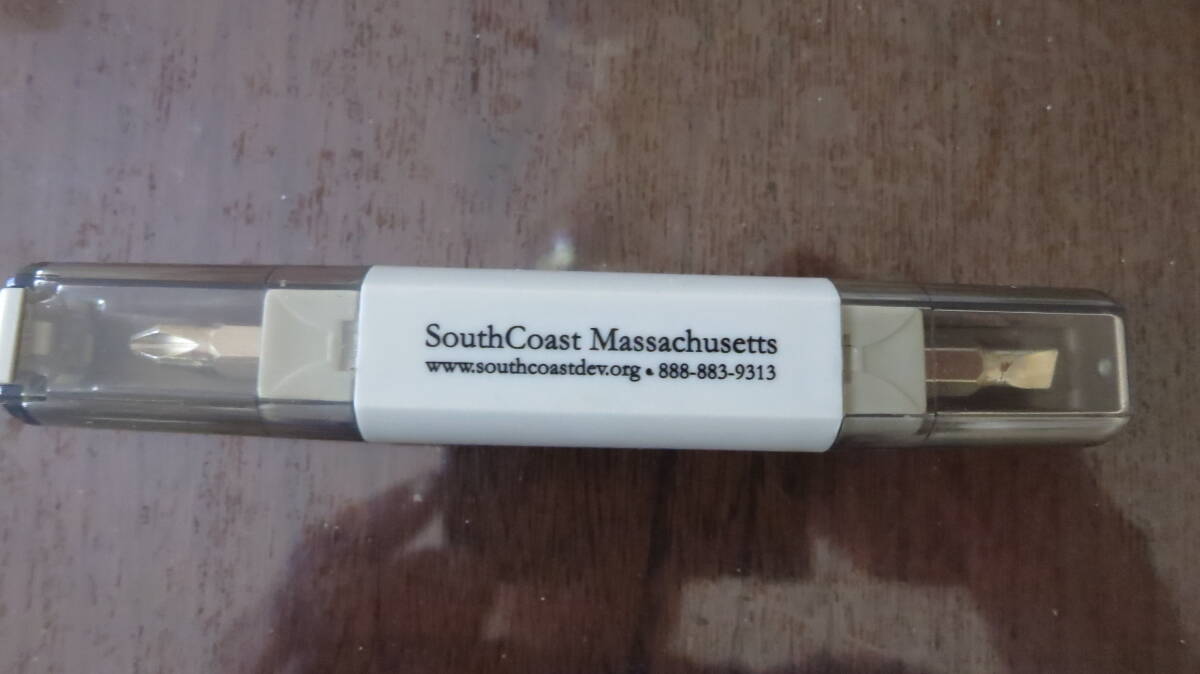 SouthCoast Massachusetts
www.southcoastdev.org • 888-883-9313